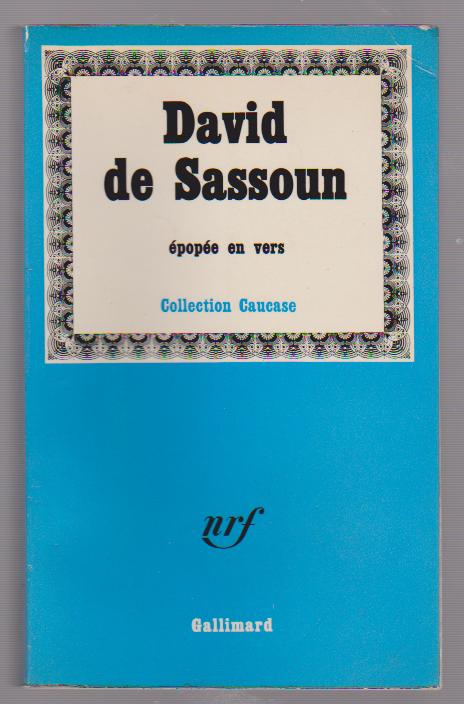 David
de Sassoun
épopée en vers
Collection Caucase
nrf
Gallimard